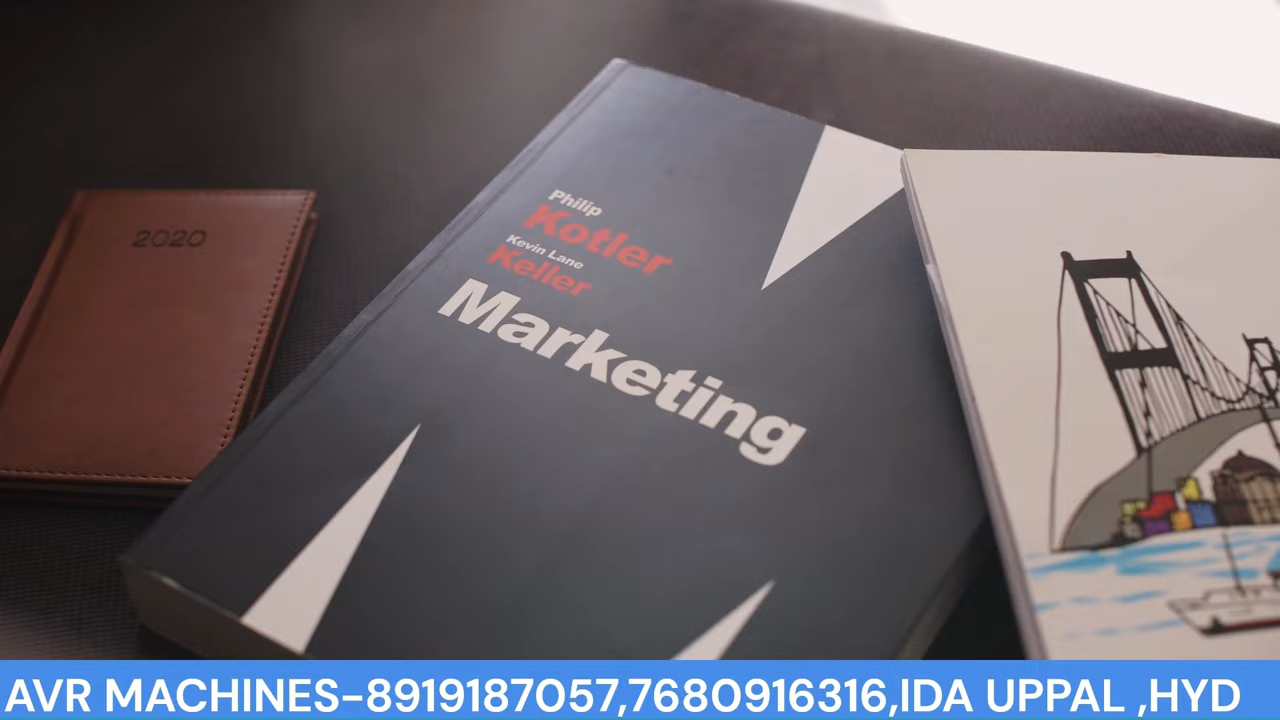 2020
Philip
Kotler
Kevin Lane
Keller
Marketing
AVR MACHINES-8919187057,7680916316,IDA UPPAL ,HYD